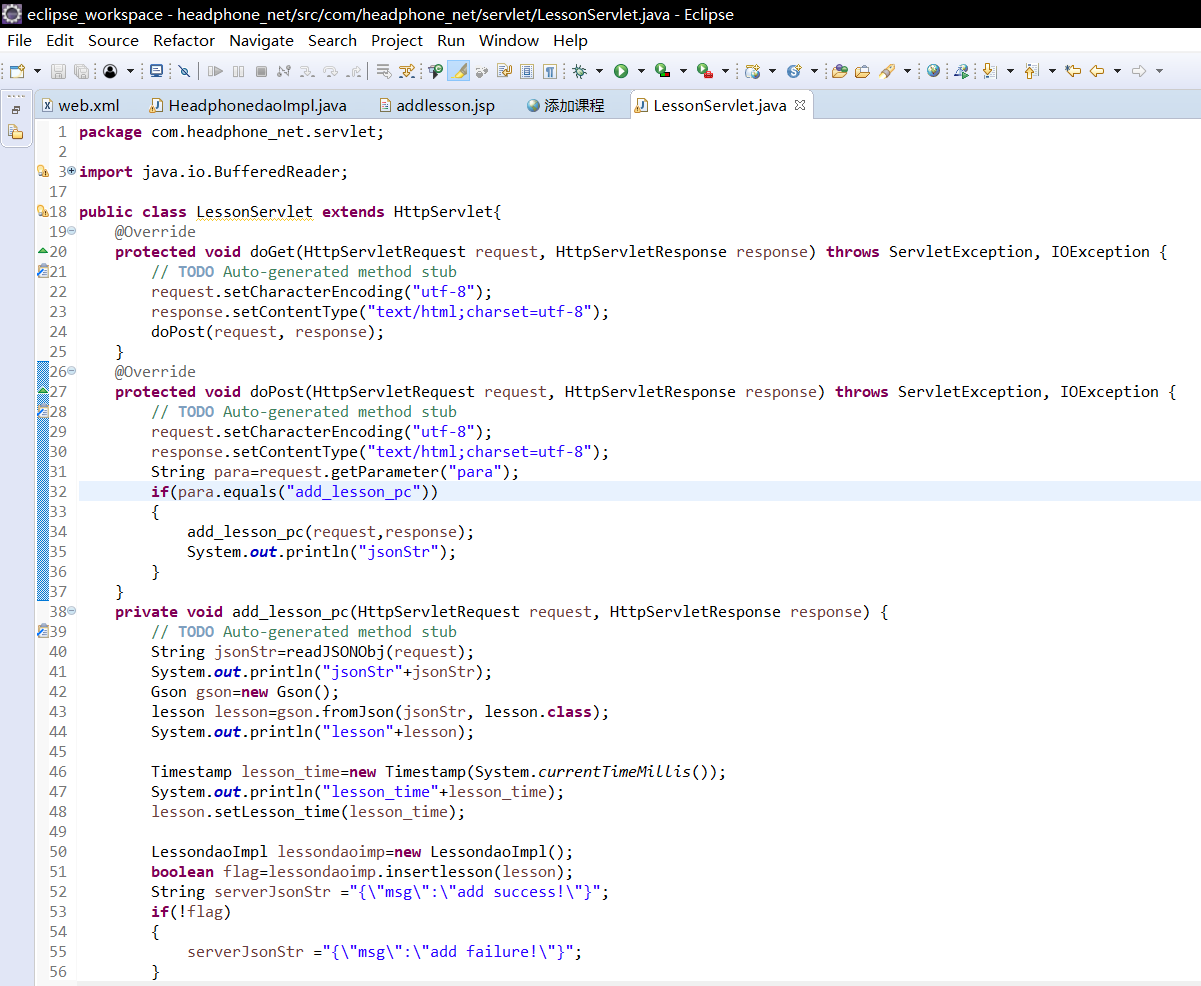 eclipse_workspace - headphone_net/src/com/headphone_net/servlet/LessonServlet.java - Eclipse
File Edit Source Refactor Navigate Search Project Run Window Help
web.xml HeadphonedaoImpl.java addlesson.jsp 添加课程 LessonServlet.java
1 package com.headphone_net.servlet;
2
3 import java.io.BufferedReader;
17
18 public class LessonServlet extends HttpServlet{
19 @Override
20 protected void doGet(HttpServletRequest request, HttpServletResponse response) throws ServletException, IOException {
21 // TODO Auto-generated method stub
22 request.setCharacterEncoding("utf-8");
23 response.setContentType("text/html;charset=utf-8");
24 doPost(request, response);
25 }
26 @Override
27 protected void doPost(HttpServletRequest request, HttpServletResponse response) throws ServletException, IOException {
28 // TODO Auto-generated method stub
29 request.setCharacterEncoding("utf-8");
30 response.setContentType("text/html;charset=utf-8");
31 String para=request.getParameter("para");
32 if(para.equals("add_lesson_pc"))
33 {
34 add_lesson_pc(request,response);
35 System.out.println("jsonStr");
36 }
37 }
38 private void add_lesson_pc(HttpServletRequest request, HttpServletResponse response) {
39 // TODO Auto-generated method stub
40 String jsonStr=readJSONObj(request);
41 System.out.println("jsonStr"+jsonStr);
42 Gson gson=new Gson();
43 lesson lesson=gson.fromJson(jsonStr, lesson.class);
44 System.out.println("lesson"+lesson);
45
46 Timestamp lesson_time=new Timestamp(System.currentTimeMillis());
47 System.out.println("lesson_time"+lesson_time);
48 lesson.setLesson_time(lesson_time);
49
50 LessondaoImpl lessondaoimp=new LessondaoImpl();
51 boolean flag=lessondaoimp.insertlesson(lesson);
52 String serverJsonStr ="{\"msg\":\"add success!\"}";
53 if(!flag)
54 {
55 serverJsonStr ="{\"msg\":\"add failure!\"}";
56 }